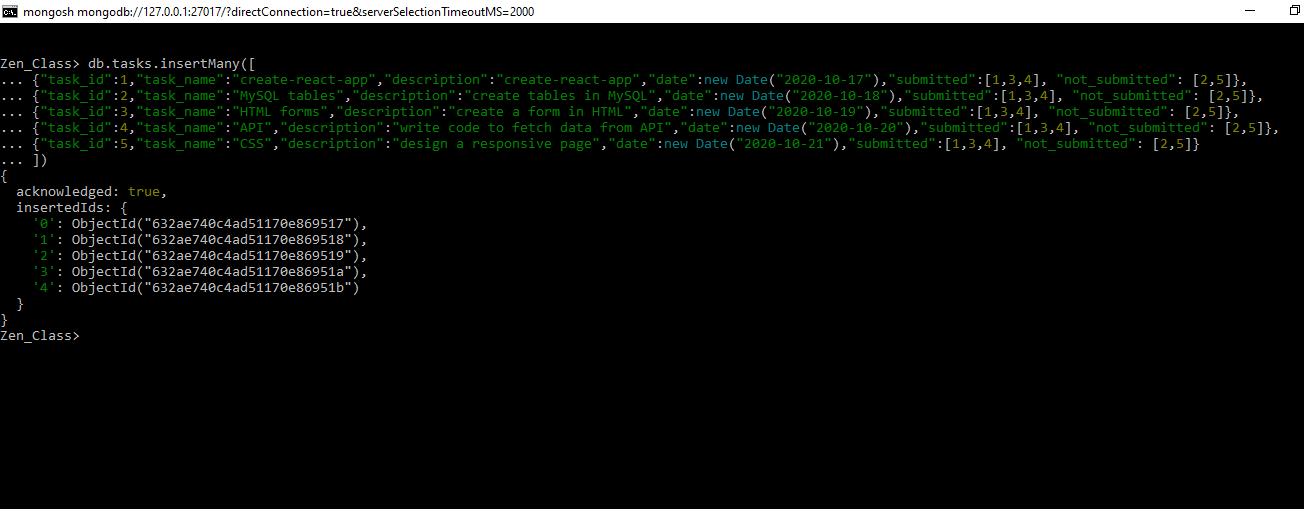 mongosh mongodb://127.0.0.1:27017/?directConnection=true&serverSelectionTimeoutMS=2000
Zen_Class> db.tasks.insertMany([
... {"task_id":1,"task_name":"create-react-app","description":"create-react-app","date":new Date("2020-10-17"),"submitted":[1,3,4], "not_submitted": [2,5]},
... {"task_id":2,"task_name":"MySQL tables","description":"create tables in MySQL","date":new Date("2020-10-18"),"submitted":[1,3,4], "not_submitted": [2,5]},
... {"task_id":3,"task_name":"HTML forms","description":"create a form in HTML","date":new Date("2020-10-19"),"submitted":[1,3,4], "not_submitted": [2,5]},
... {"task_id":4,"task_name":"API","description":"write code to fetch data from API","date":new Date("2020-10-20"),"submitted":[1,3,4], "not_submitted": [2,5]},
... {"task_id":5,"task_name":"CSS","description":"design a responsive page","date":new Date("2020-10-21"),"submitted":[1,3,4], "not_submitted": [2,5]}
... ])
{
  acknowledged: true,
  insertedIds: {
    '0': ObjectId("632ae740c4ad51170e869517"),
    '1': ObjectId("632ae740c4ad51170e869518"),
    '2': ObjectId("632ae740c4ad51170e869519"),
    '3': ObjectId("632ae740c4ad51170e86951a"),
    '4': ObjectId("632ae740c4ad51170e86951b")
  }
}
Zen_Class>